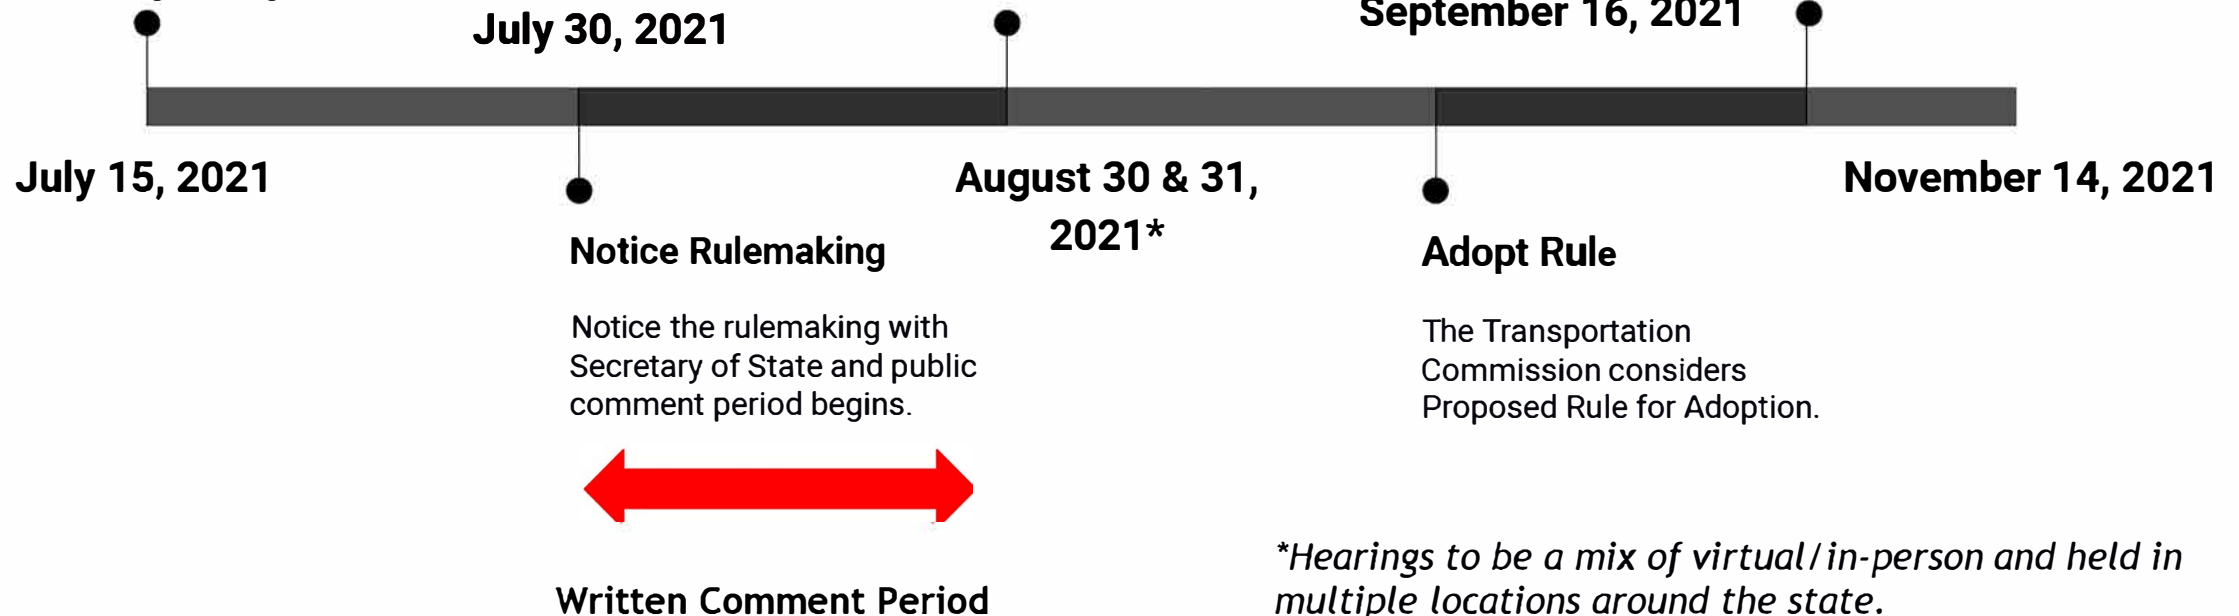 July 30, 2021
September 16, 2021
July 15, 2021
August 30 & 31,
2021*
November 14, 2021
Notice Rulemaking
Notice the rulemaking with
Secretary of State and public
comment period begins.
Adopt Rule
The Transportation
Commission considers
Proposed Rule for Adoption.
Written Comment Period
*Hearings to be a mix of virtual/in-person and held in
multiple locations around the state.